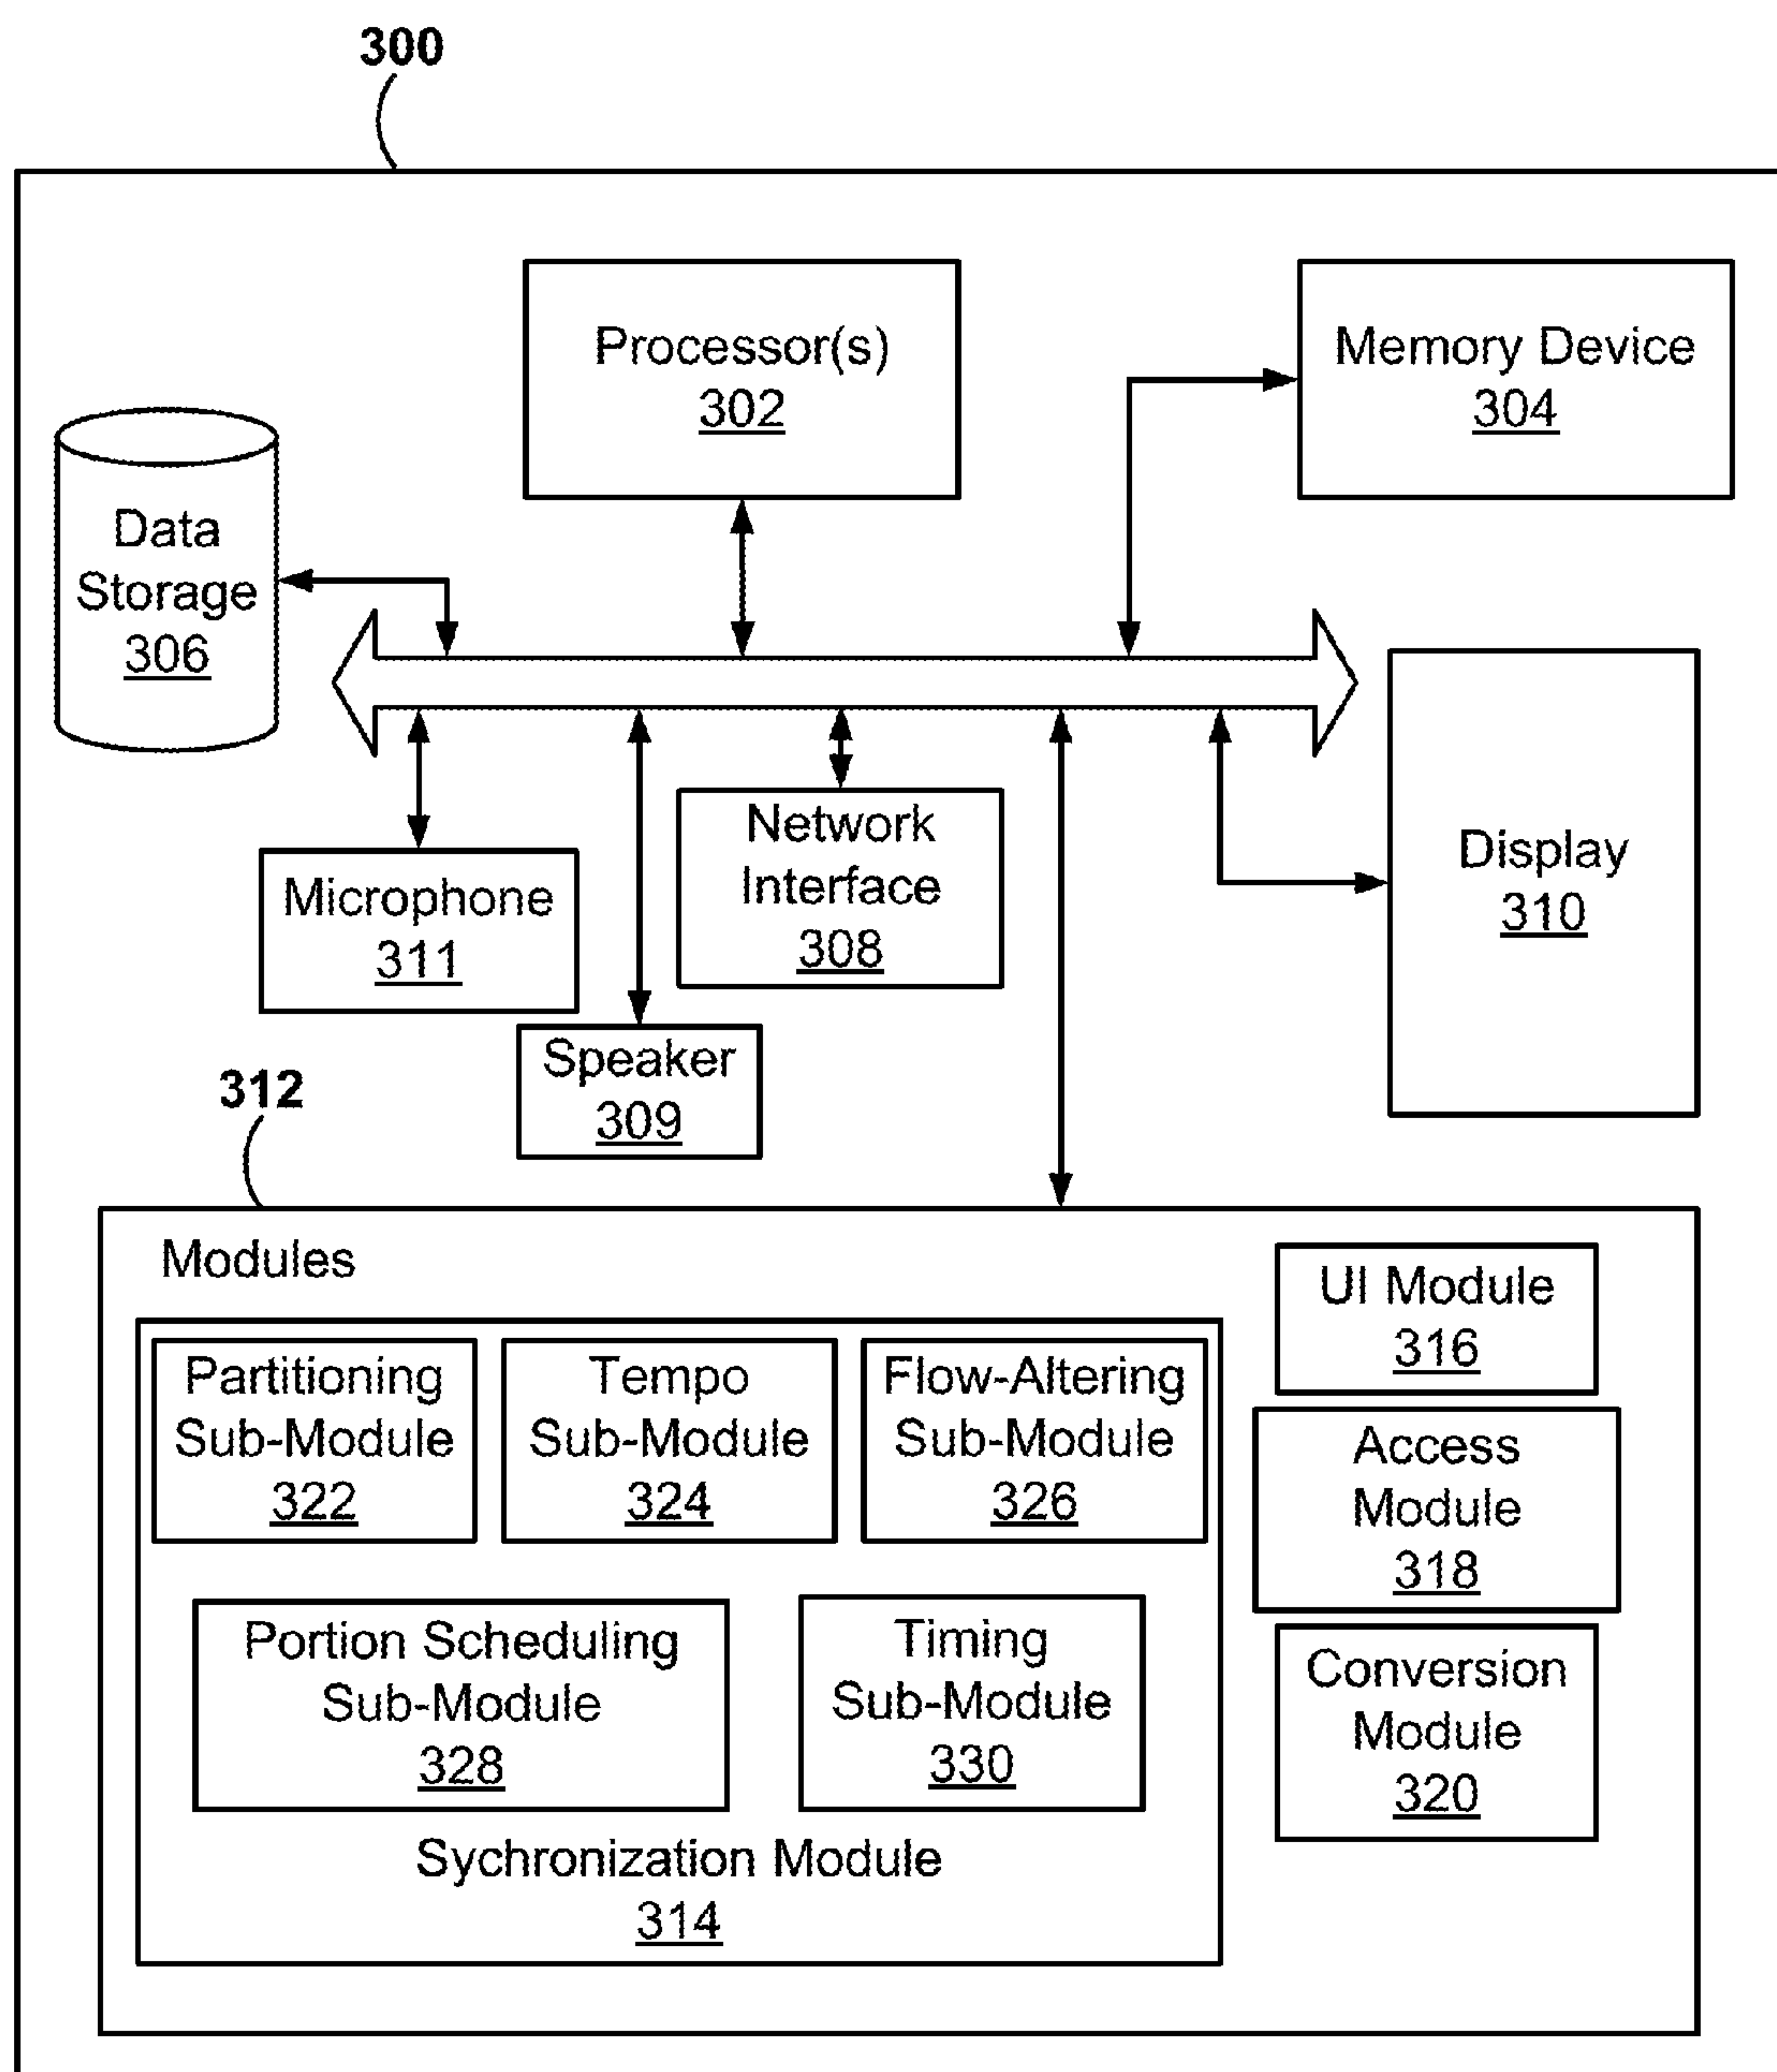 300
Processor(s)
302
Memory Device
304
Data
Storage
306
Network
Interface
308
Display
310
Microphone
311
Speaker
309
312
Modules
UI Module
316
Partitioning
Sub-Module
322
Tempo
Sub-Module
324
Flow-Altering
Sub-Module
326
Access
Module
318
Portion Scheduling
Sub-Module
328
Timing
Sub-Module
330
Conversion
Module
320
Sychronization Module
314